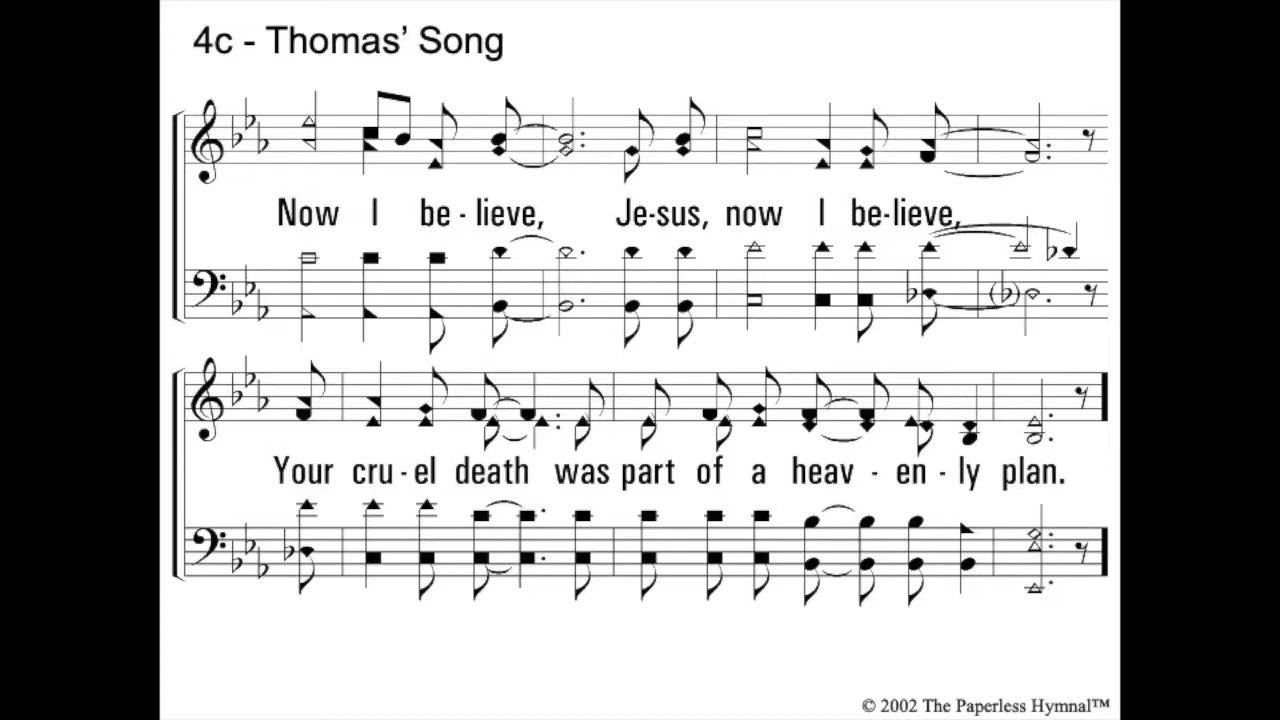 4c - Thomas’ Song
Now I be - lieve, Je-sus, now I be-lieve,
Your cru - el death was part of a heav - en - ly plan.
© 2002 The Paperless Hymnal™